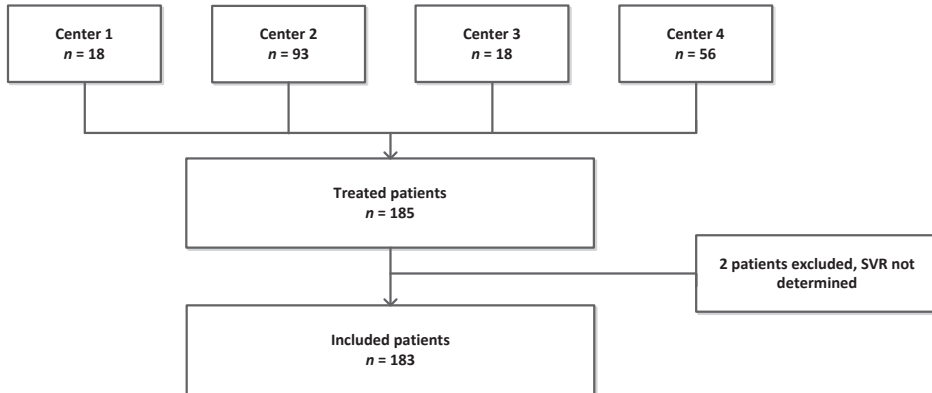 Center 1
n = 18
Center 2
n = 93
Center 3
n = 18
Center 4
n = 56
Treated patients
n = 185
2 patients excluded, SVR not
determined
Included patients
n = 183